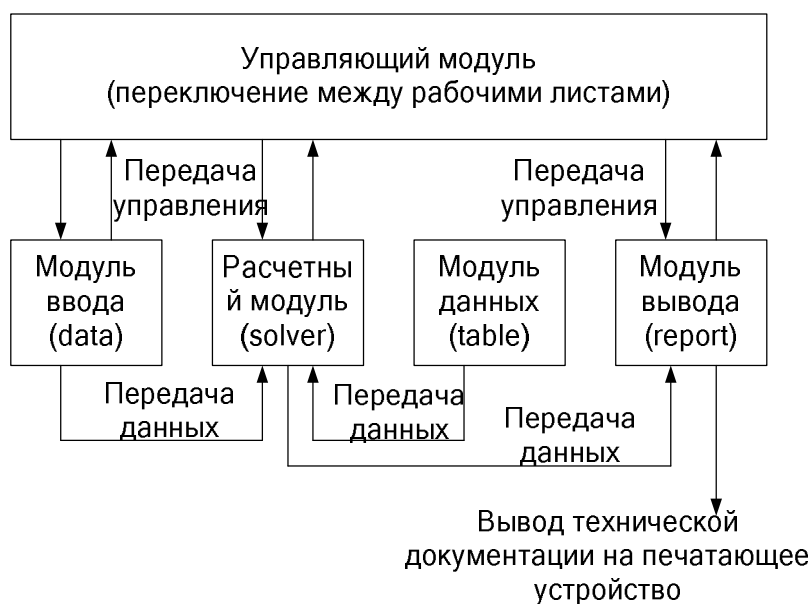 Управляющий модуль
(переключение между рабочими листами)
Передача
управления
Передача
управления
Модуль
ввода
(data)
Расчетны
й модуль
(solver)
Модуль
данных
(table)
Модуль
вывода
(report)
Передача
данных
Передача
данных
Передача
данных
Вывод технической
документации на печатающее
устройство